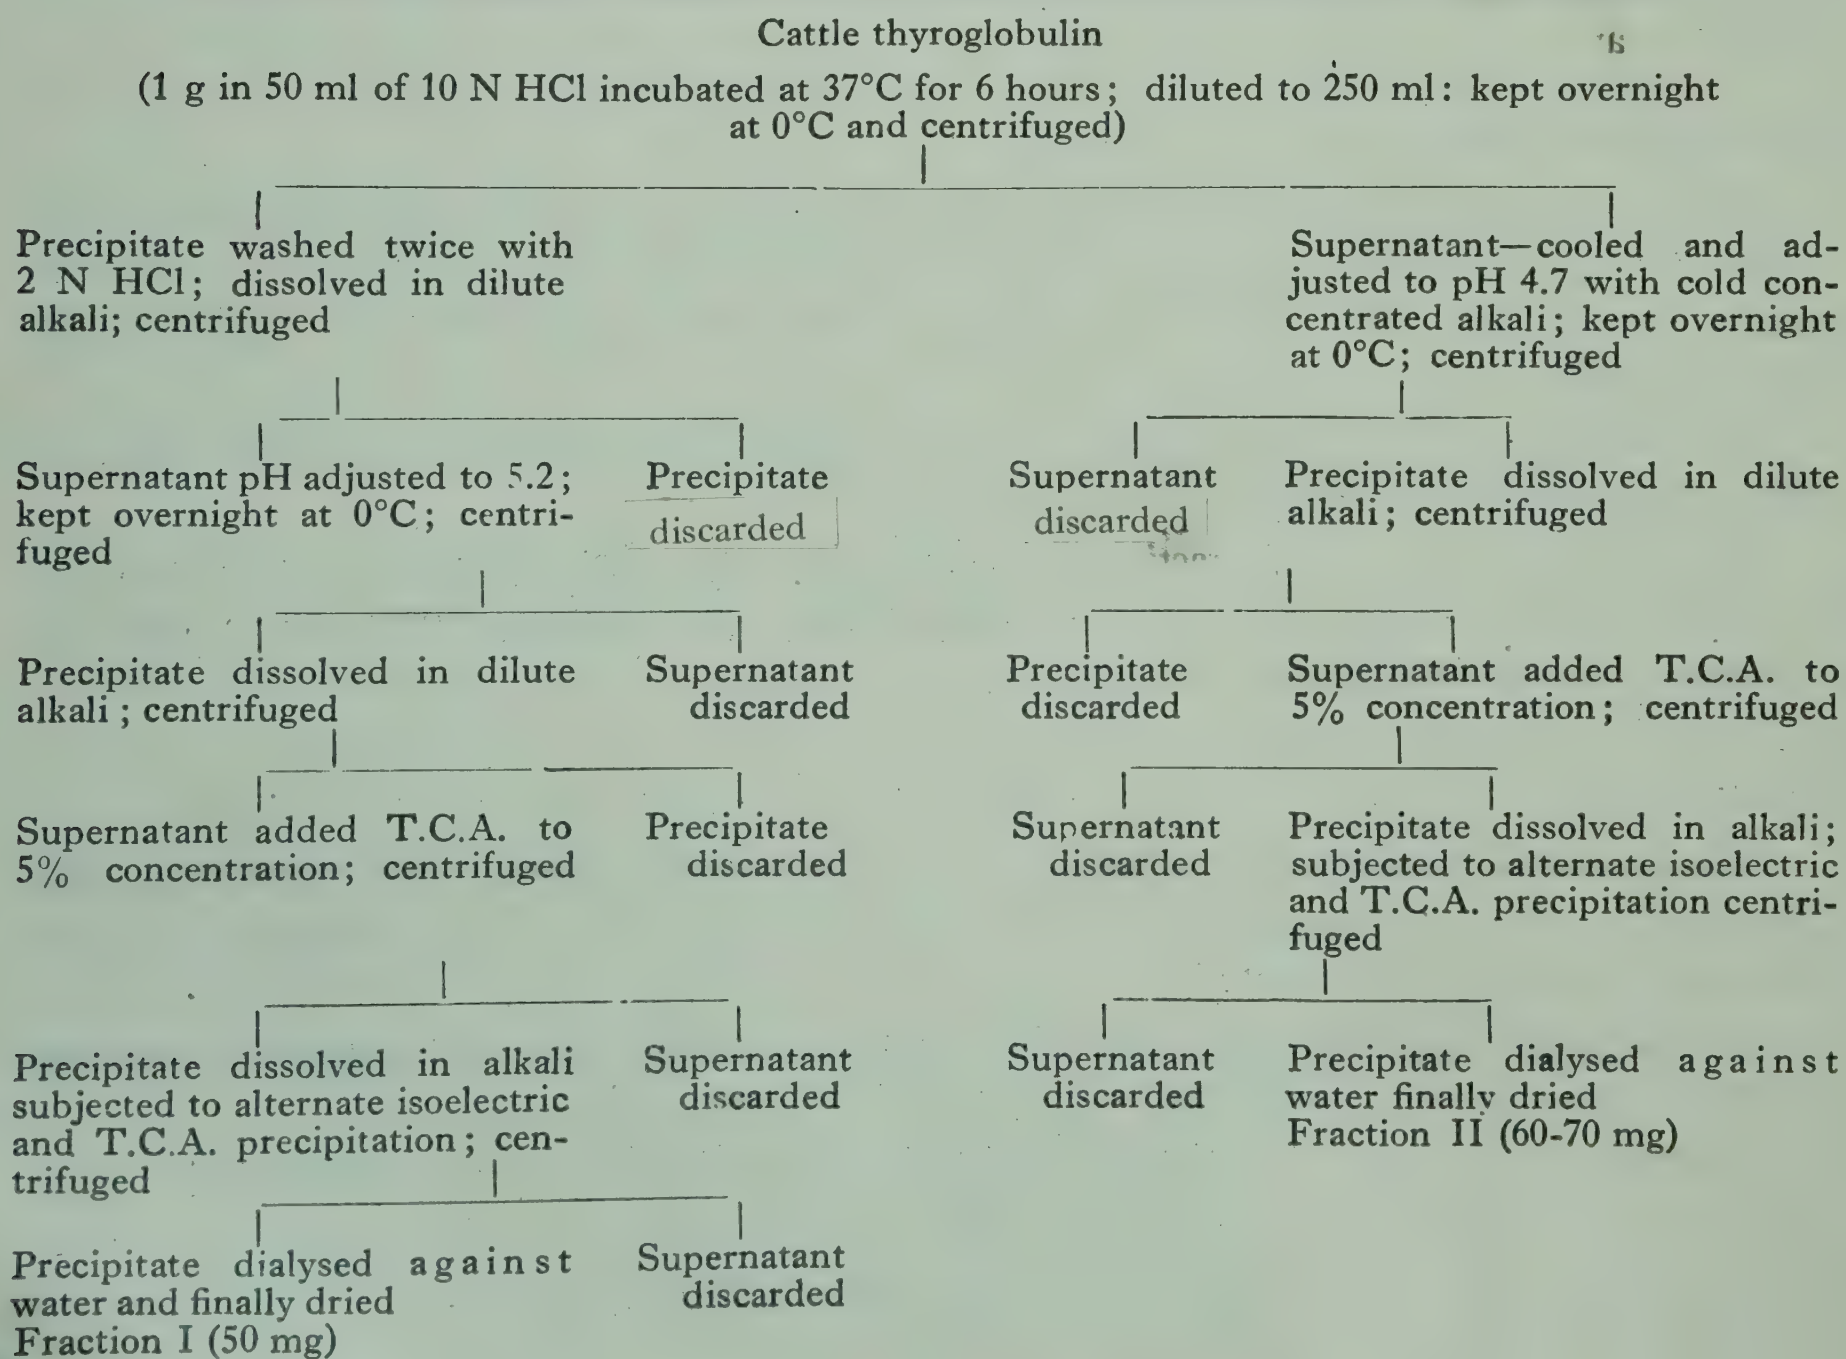 Cattle thyroglobulin
(1 g in 50 ml of 10 N HCl incubated at 37°C for 6 hours; diluted to 250 ml: kept overnight
at 0°C and centrifuged)
Precipitate washed twice with
2 N HCl; dissolved in dilute
alkali; centrifuged
Supernatant—cooled and ad-
justed to pH 4.7 with cold con-
centrated alkali; kept overnight
at 0°C; centrifuged
Supernatant pH adjusted to 5.2;
kept overnight at 0°C; centri-
fuged
Precipitate
discarded
Supernatant
discarded
Precipitate dissolved in dilute
alkali; centrifuged
Precipitate dissolved in dilute
alkali; centrifuged
Supernatant
discarded
Precipitate
discarded
Supernatant added T.C.A. to
5% concentration; centrifuged
Supernatant added T.C.A. to
5% concentration; centrifuged
Precipitate
discarded
Supernatant
discarded
Precipitate dissolved in alkali;
subjected to alternate isoelectric
and T.C.A. precipitation centri-
fuged
Precipitate dissolved in alkali
subjected to alternate isoelectric
and T.C.A. precipitation; cen-
trifuged
Supernatant
discarded
Supernatant
discarded
Precipitate dialysed against
water finally dried
Fraction II (60-70 mg)
Precipitate dialysed against
water and finally dried
Fraction I (50 mg)
Supernatant
discarded